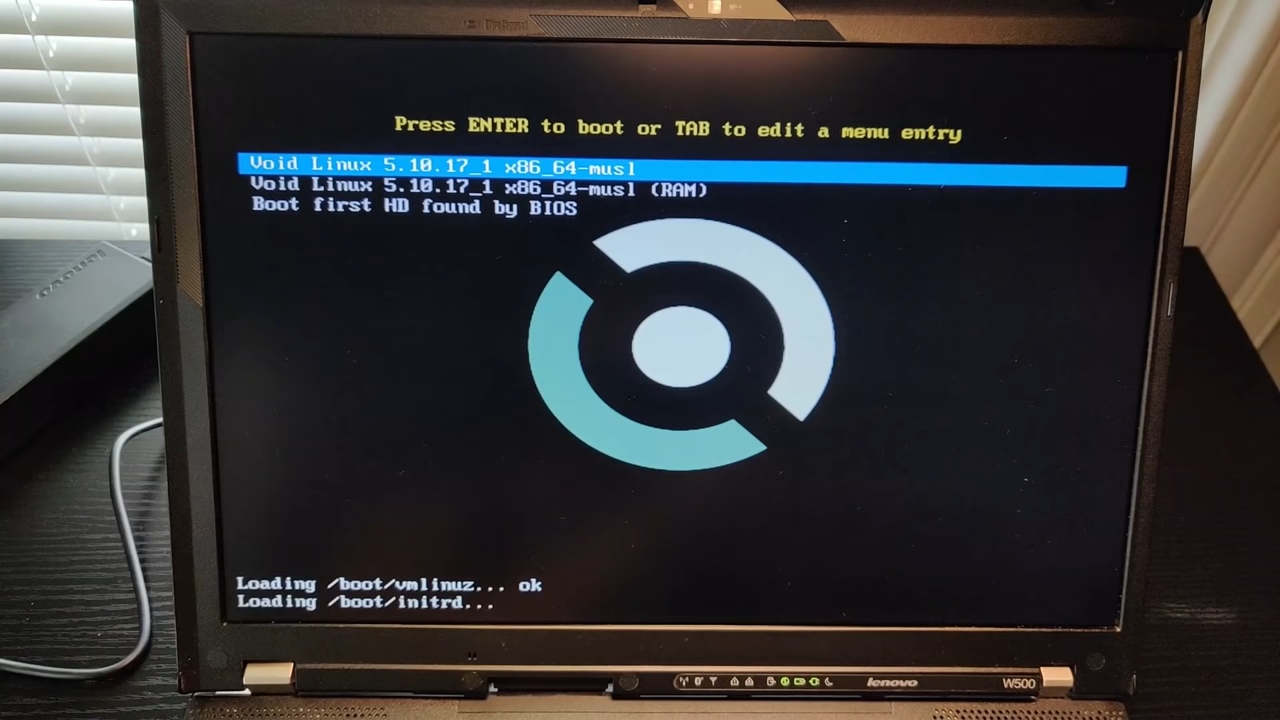 Press ENTER to boot or TAB to edit a menu entry
Void Linux 5.10.17_1 x86_64-musl
Void Linux 5.10.17_1 x86_64-musl (RAM)
Boot first HD found by BIOS
lenovo
Loading /boot/vmlinuz... ok
Loading /boot/initrd...
lenovo
W500